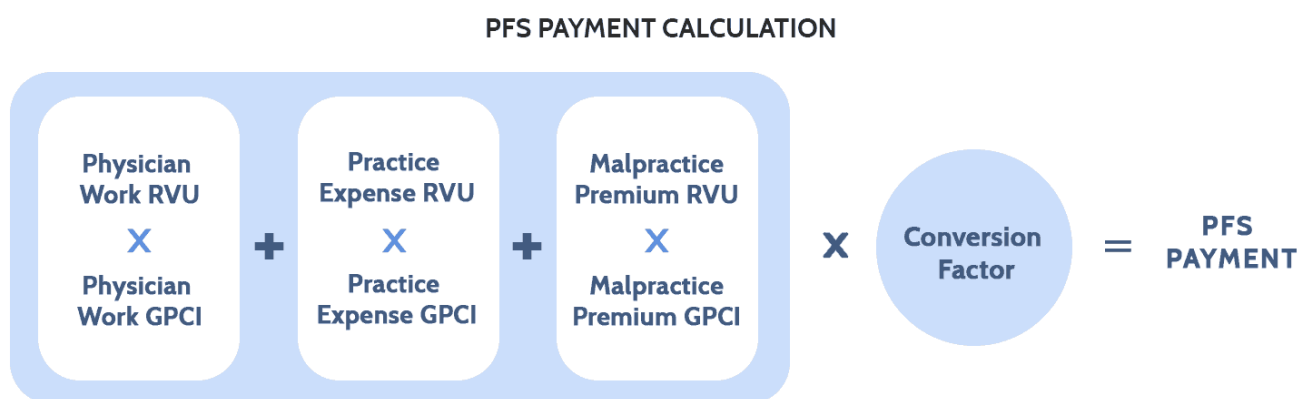 PFS PAYMENT CALCULATION
Physician
Work RVU
X
Physician
Work GPCI
+
Practice
Expense RVU
X
Practice
Expense GPCI
+
Malpractice
Premium RVU
X
Malpractice
Premium GPCI
X
Conversion
Factor
=
PFS
PAYMENT